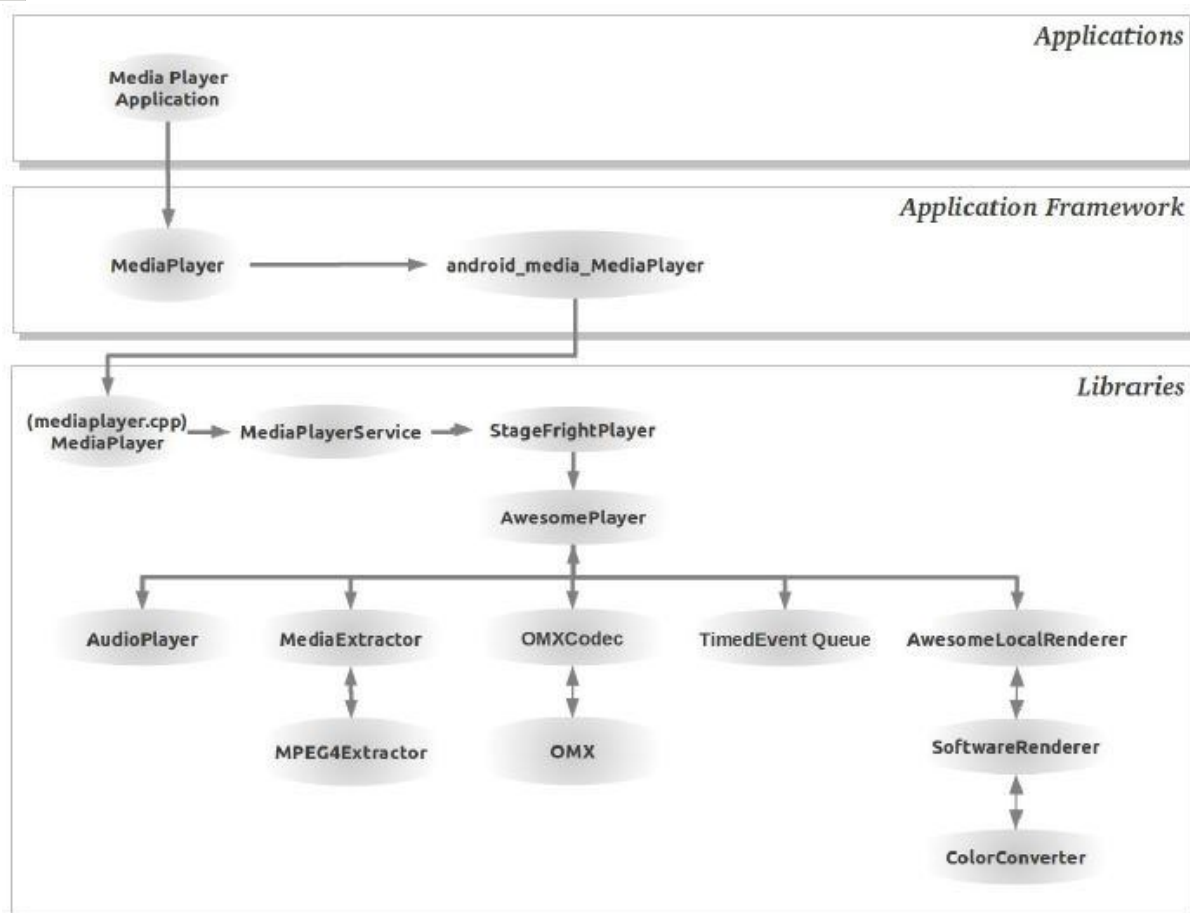 Applications
Media Player
Application
Application Framework
MediaPlayer
android_media_MediaPlayer
Libraries
(mediaplayer.cpp)
MediaPlayer
MediaPlayerService
StageFrightPlayer
AwesomePlayer
AudioPlayer
MediaExtractor
OMXCodec
TimedEvent Queue
AwesomeLocalRenderer
MPEG4Extractor
OMX
SoftwareRenderer
ColorConverter